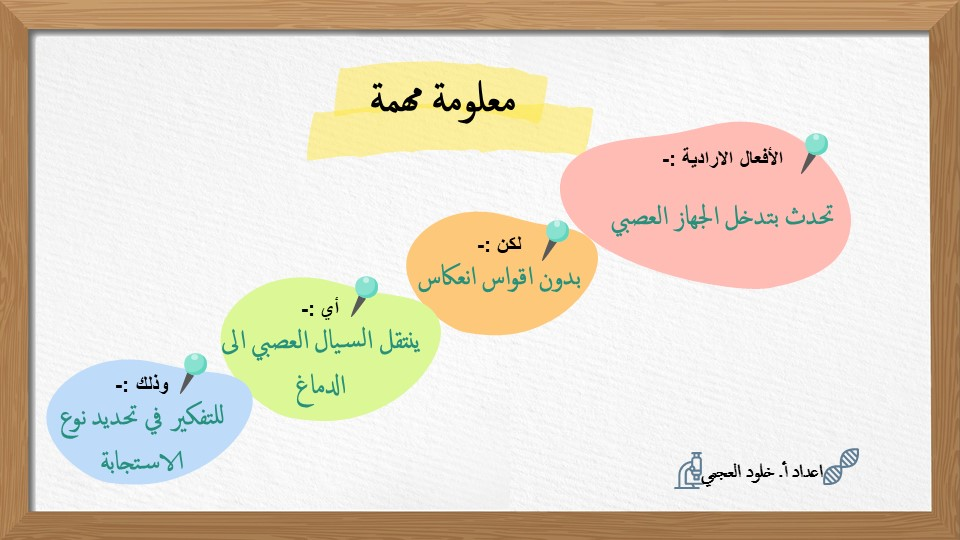 معلومة مهمة
الأفعال الارادية :-
تحدث بتدخل الجهاز العصبي
لكن :-
بدون اقواس انعكاس
أي :-
ينتقل السيال العصبي الى
الدماغ
وذلك :-
للتفكير في تحديد نوع
الاستجابة
اعداد أ. خلود العجمي